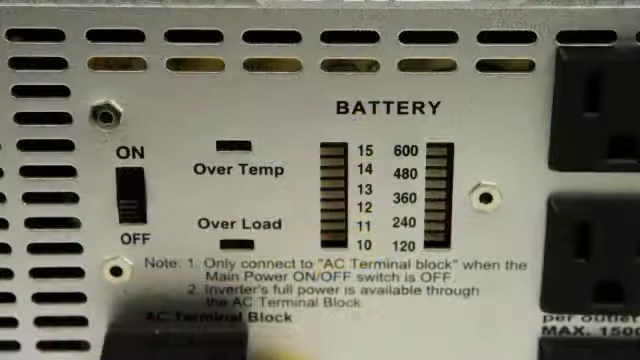 BATTERY
ON
OFF
Over Temp
Over Load
15 600
14 480
13 360
12
11 240
10 120
Note: 1. Only connect to "AC Terminal block" when the
Main Power ON/OFF switch is OFF.
2. Inverter's full power is available through
the AC Terminal Block.
AC Terminal Block
per outlet
MAX. 1500